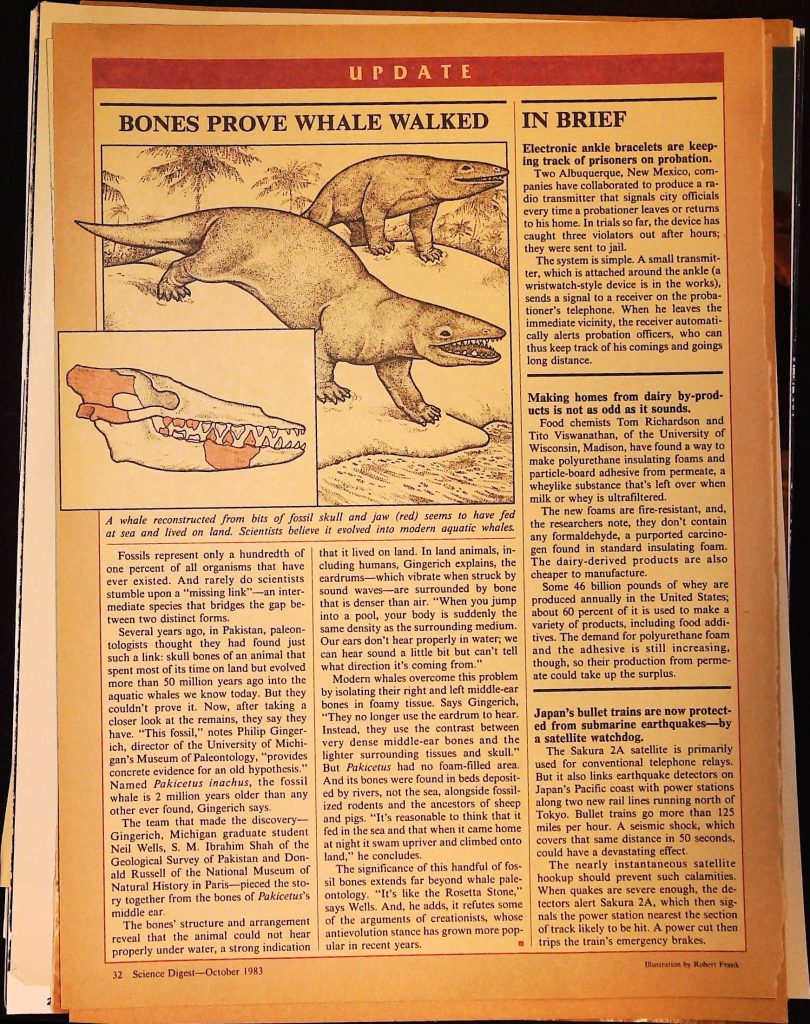 UPDATE
BONES PROVE WHALE WALKED
A whale reconstructed from bits of fossil skull and jaw (red) seems to have fed
at sea and lived on land. Scientists believe it evolved into modern aquatic whales.
Fossils represent only a hundredth of
one percent of all organisms that have
ever existed. And rarely do scientists
stumble upon a “missing link”—an inter-
mediate species that bridges the gap be-
tween two distinct forms.
Several years ago, in Pakistan, paleon-
tologists thought they had found just
such a link: skull bones of an animal that
spent most of its time on land but evolved
more than 50 million years ago into the
aquatic whales we know today. But they
couldn't prove it. Now, after taking a
closer look at the remains, they say they
have. “This fossil,” notes Philip Ginger-
ich, director of the University of Michi-
gan's Museum of Paleontology, “provides
concrete evidence for an old hypothesis.”
Named Pakicetus inachus, the fossil
whale is 2 million years older than any
other ever found, Gingerich says.
The team that made the discovery—
Gingerich, Michigan graduate student
Neil Wells, S. M. Ibrahim Shah of the
Geological Survey of Pakistan and Don-
ald Russell of the National Museum of
Natural History in Paris—pieced the sto-
ry together from the bones of Pakicetus's
middle ear.
The bones' structure and arrangement
reveal that the animal could not hear
properly under water, a strong indication
that it lived on land. In land animals, in-
cluding humans, Gingerich explains, the
eardrums—which vibrate when struck by
sound waves—are surrounded by bone
that is denser than air. “When you jump
into a pool, your body is suddenly the
same density as the surrounding medium.
Our ears don't hear properly in water; we
can hear sound a little bit but can't tell
what direction it's coming from.”
Modern whales overcome this problem
by isolating their right and left middle-ear
bones in foamy tissue. Says Gingerich,
“They no longer use the eardrum to hear.
Instead, they use the contrast between
very dense middle-ear bones and the
lighter surrounding tissues and skull.”
But Pakicetus had no foam-filled area.
And its bones were found in beds deposit-
ed by rivers, not the sea, alongside fossil-
ized rodents and the ancestors of sheep
and pigs. “It's reasonable to think that it
fed in the sea and that when it came home
at night it swam upriver and climbed onto
land,” he concludes.
The significance of this handful of fos-
sil bones extends far beyond whale pale-
ontology. “It's like the Rosetta Stone,”
says Wells. And, he adds, it refutes some
of the arguments of creationists, whose
antievolution stance has grown more pop-
ular in recent years.
IN BRIEF
Electronic ankle bracelets are keep-
ing track of prisoners on probation.
Two Albuquerque, New Mexico, com-
panies have collaborated to produce a ra-
dio transmitter that signals city officials
every time a probationer leaves or returns
to his home. In trials so far, the device has
caught three violators out after hours;
they were sent to jail.
The system is simple. A small transmit-
ter, which is attached around the ankle (a
wristwatch-style device is in the works),
sends a signal to a receiver on the proba-
tioner's telephone. When he leaves the
immediate vicinity, the receiver automati-
cally alerts probation officers, who can
thus keep track of his comings and goings
long distance.
Making homes from dairy by-prod-
ucts is not as odd as it sounds.
Food chemists Tom Richardson and
Tito Viswanathan, of the University of
Wisconsin, Madison, have found a way to
make polyurethane insulating foams and
particle-board adhesive from permeate, a
wheylike substance that's left over when
milk or whey is ultrafiltered.
The new foams are fire-resistant, and,
the researchers note, they don't contain
any formaldehyde, a purported carcino-
gen found in standard insulating foam.
The dairy-derived products are also
cheaper to manufacture.
Some 46 billion pounds of whey are
produced annually in the United States;
about 60 percent of it is used to make a
variety of products, including food addi-
tives. The demand for polyurethane foam
and the adhesive is still increasing,
though, so their production from perme-
ate could take up the surplus.
Japan's bullet trains are now protect-
ed from submarine earthquakes—by
a satellite watchdog.
The Sakura 2A satellite is primarily
used for conventional telephone relays.
But it also links earthquake detectors on
Japan's Pacific coast with power stations
along two new rail lines running north of
Tokyo. Bullet trains go more than 125
miles per hour. A seismic shock, which
covers that same distance in 50 seconds,
could have a devastating effect.
The nearly instantaneous satellite
hookup should prevent such calamities.
When quakes are severe enough, the de-
tectors alert Sakura 2A, which then sig-
nals the power station nearest the section
of track likely to be hit. A power cut then
trips the train's emergency brakes.
Illustration by Robert Frank
32 Science Digest—October 1983
2